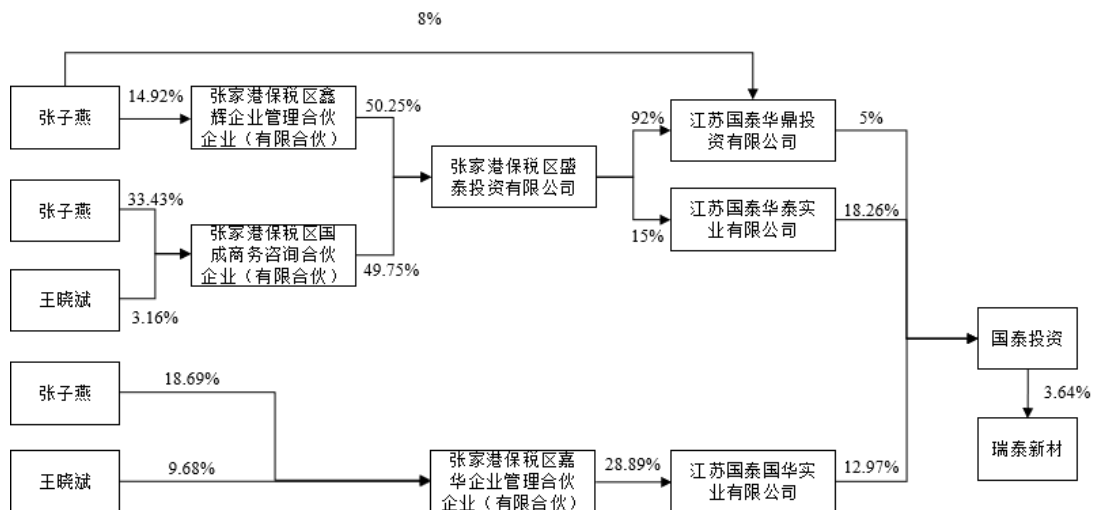 8%
张子燕
14.92%
张家港保税区鑫
辉企业管理合伙
企业（有限合伙）
50.25%
92%
江苏国泰华鼎投
资有限公司
5%
张家港保税区盛
泰投资有限公司
张子燕
33.43%
张家港保税区国
成商务咨询合伙
企业（有限合伙）
49.75%
15%
江苏国泰华泰实
业有限公司
18.26%
王晓斌
3.16%
国泰投资
3.64%
瑞泰新材
张子燕
18.69%
王晓斌
9.68%
张家港保税区嘉
华企业管理合伙
企业（有限合伙）
28.89%
江苏国泰国华实
业有限公司
12.97%